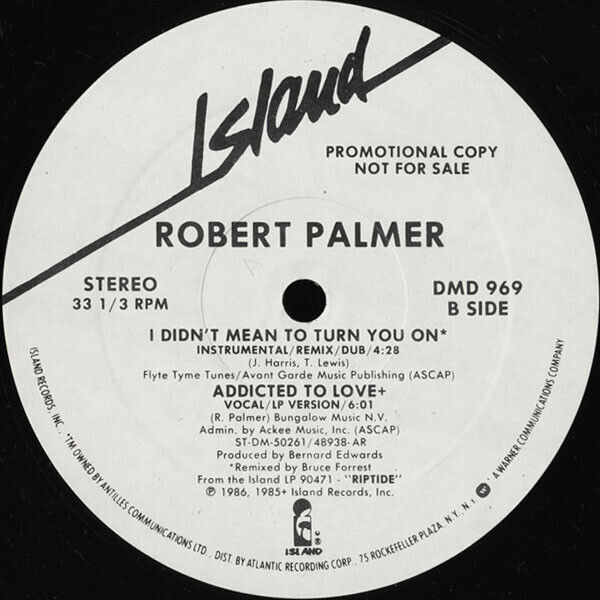 Island
PROMOTIONAL COPY
NOT FOR SALE
ROBERT PALMER
STEREO
33 1/3 RPM
DMD 969
B SIDE
I DIDN'T MEAN TO TURN YOU ON*
INSTRUMENTAL/REMIX/DUB/4:28
(J. Harris, T. Lewis)
Flyte Tyme Tunes/Avant Garde Music Publishing (ASCAP)
ADDICTED TO LOVE+
VOCAL/LP VERSION/6:01
(R. Palmer) Bungalow Music N.V.
Admin. by Ackee Music, Inc. (ASCAP)
ST-DM-50261/48938-AR
Produced by Bernard Edwards
*Remixed by Bruce Forrest
From the Island LP 90471 - "RIPTIDE"
℗ 1986, 1985+ Island Records, Inc.
ISLAND
ISLAND RECORDS, INC. *TM OWNED BY ANTILLES COMMUNICATIONS LTD., DIST. BY ATLANTIC RECORDING CORP., 75 ROCKEFELLER PLAZA, N.Y., N.Y. A WARNER COMMUNICATIONS COMPANY